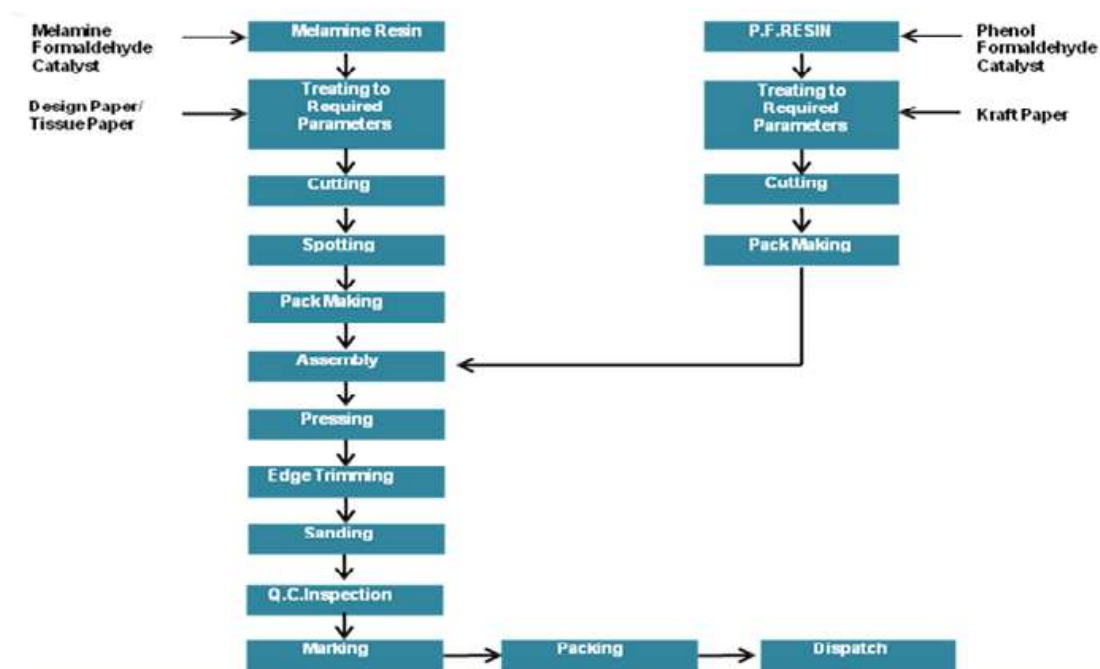 Melamine
Formaldehyde
Catalyst
Melamine Resin
P.F.RESIN
Phenol
Formaldehyde
Catalyst
Design Paper/
Tissue Paper
Treating to
Required
Parameters
Treating to
Required
Parameters
Kraft Paper
Cutting
Cutting
Spotting
Pack Making
Pack Making
Assembly
Pressing
Edge Trimming
Sanding
Q.C.Inspection
Marking
Packing
Dispatch